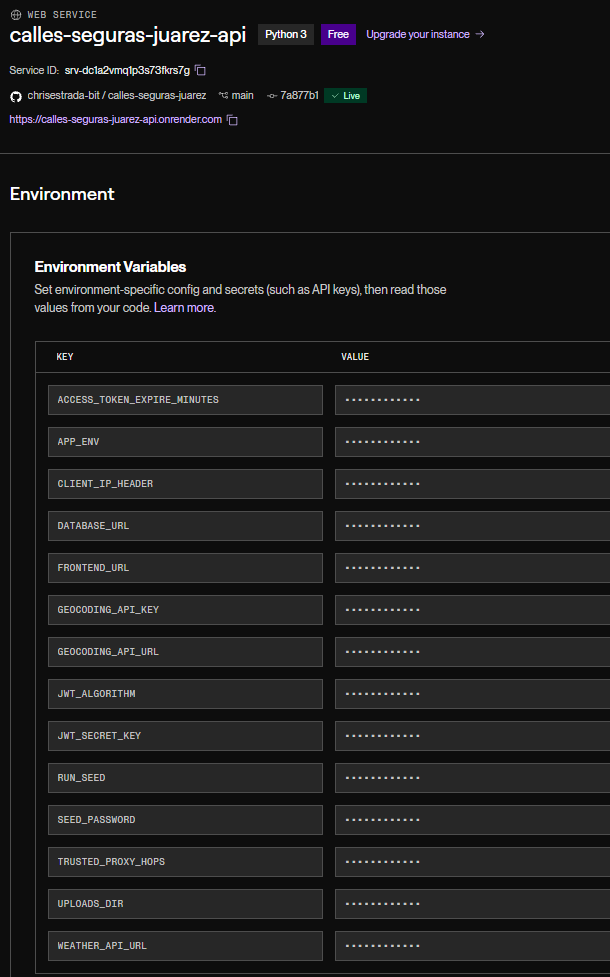 WEB SERVICE
calles-seguras-juarez-api Python 3 Free Upgrade your instance →
Service ID: srv-dc1a2vmq1p3s73fkrs7g
chrisestrada-bit / calles-seguras-juarez main 7a877b1 ✓ Live
https://calles-seguras-juarez-api.onrender.com
Environment
Environment Variables
Set environment-specific config and secrets (such as API keys), then read those
values from your code. Learn more.
KEY VALUE
ACCESS_TOKEN_EXPIRE_MINUTES ••••••••••••
APP_ENV ••••••••••••
CLIENT_IP_HEADER ••••••••••••
DATABASE_URL ••••••••••••
FRONTEND_URL ••••••••••••
GEOCODING_API_KEY ••••••••••••
GEOCODING_API_URL ••••••••••••
JWT_ALGORITHM ••••••••••••
JWT_SECRET_KEY ••••••••••••
RUN_SEED ••••••••••••
SEED_PASSWORD ••••••••••••
TRUSTED_PROXY_HOPS ••••••••••••
UPLOADS_DIR ••••••••••••
WEATHER_API_URL ••••••••••••